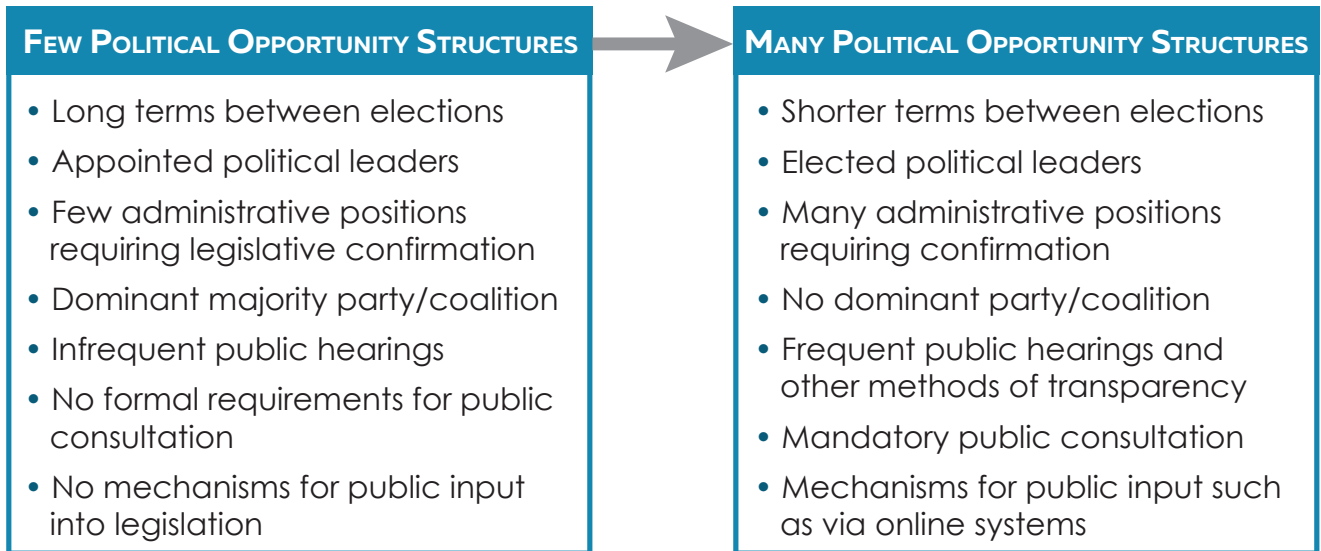 Few Political Opportunity Structures
• Long terms between elections
• Appointed political leaders
• Few administrative positions
requiring legislative confirmation
• Dominant majority party/coalition
• Infrequent public hearings
• No formal requirements for public
consultation
• No mechanisms for public input
into legislation
Many Political Opportunity Structures
• Shorter terms between elections
• Elected political leaders
• Many administrative positions
requiring confirmation
• No dominant party/coalition
• Frequent public hearings and
other methods of transparency
• Mandatory public consultation
• Mechanisms for public input such
as via online systems